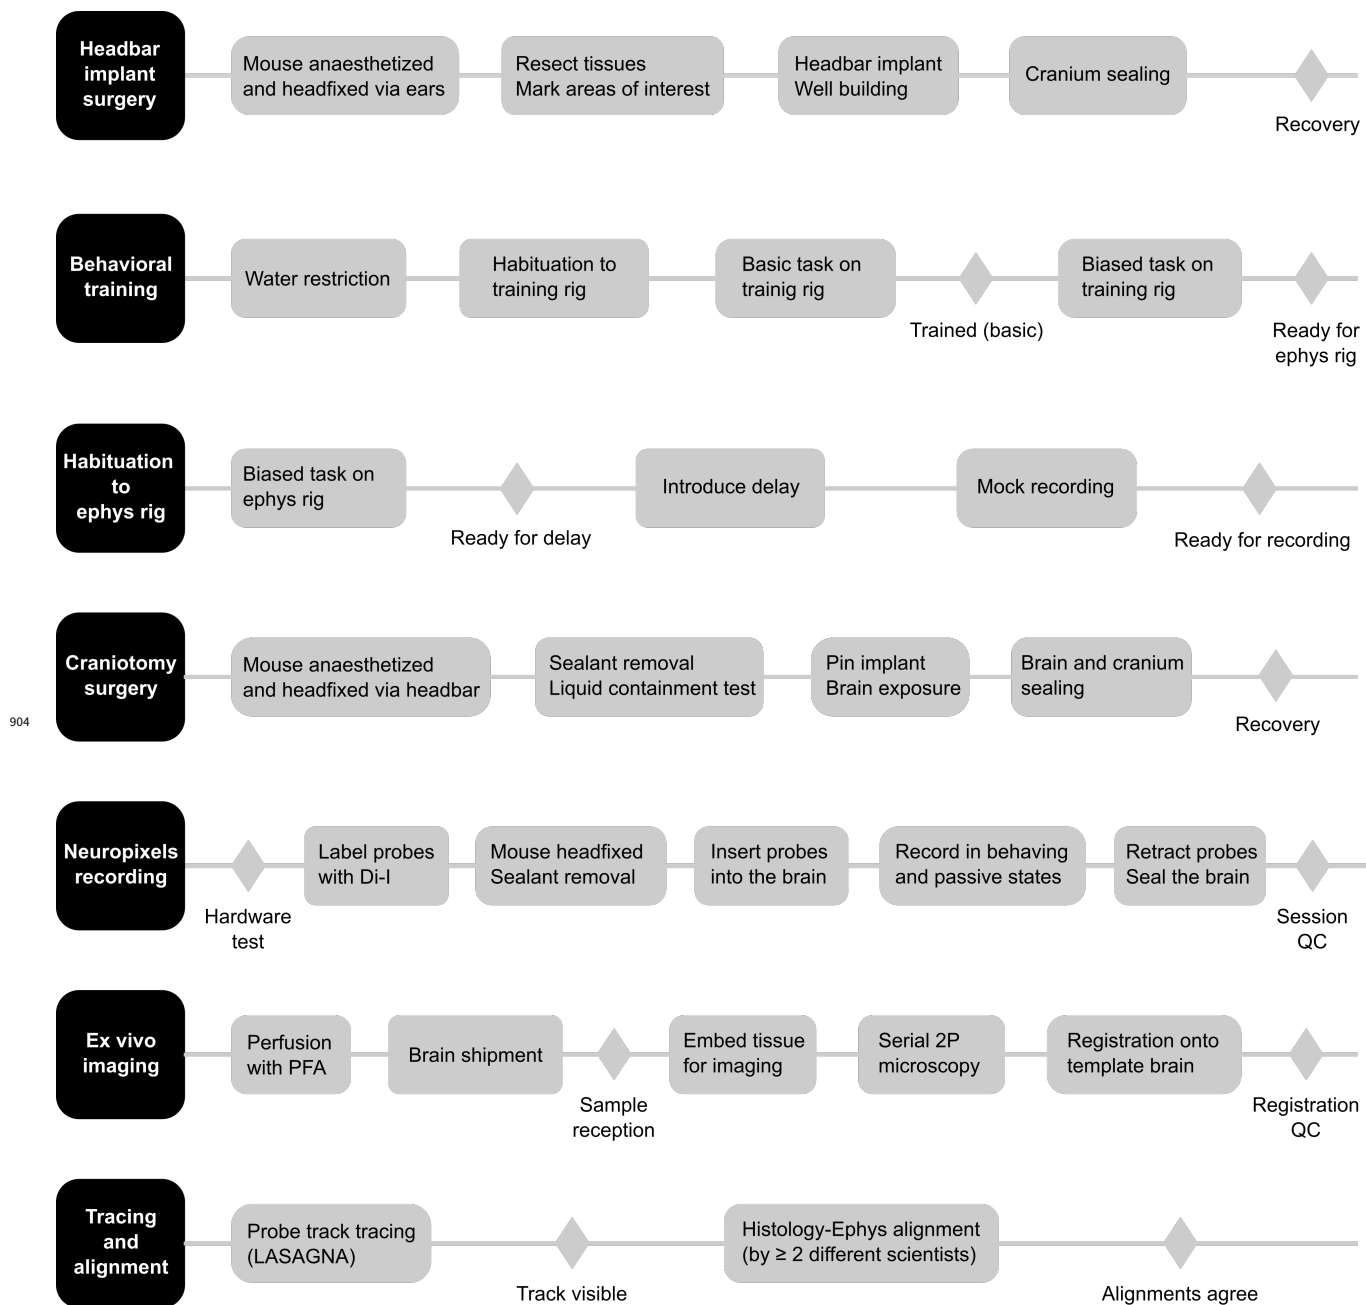 Headbar
implant
surgery
Mouse anaesthetized
and headfixed via ears
Resect tissues
Mark areas of interest
Headbar implant
Well building
Cranium sealing
Recovery
Behavioral
training
Water restriction
Habituation to
training rig
Basic task on
trainig rig
Trained (basic)
Biased task on
training rig
Ready for
ephys rig
Habituation
to
ephys rig
Biased task on
ephys rig
Ready for delay
Introduce delay
Mock recording
Ready for recording
Craniotomy
surgery
Mouse anaesthetized
and headfixed via headbar
Sealant removal
Liquid containment test
Pin implant
Brain exposure
Brain and cranium
sealing
Recovery
904
Neuropixels
recording
Hardware
test
Label probes
with Di-I
Mouse headfixed
Sealant removal
Insert probes
into the brain
Record in behaving
and passive states
Retract probes
Seal the brain
Session
QC
Ex vivo
imaging
Perfusion
with PFA
Brain shipment
Sample
reception
Embed tissue
for imaging
Serial 2P
microscopy
Registration onto
template brain
Registration
QC
Tracing
and
alignment
Probe track tracing
(LASAGNA)
Track visible
Histology-Ephys alignment
(by ≥ 2 different scientists)
Alignments agree